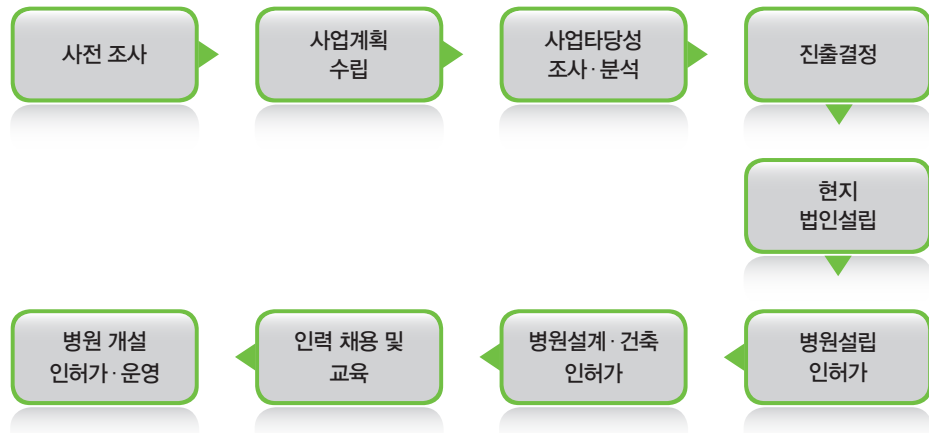 사전 조사
사업계획
수립
사업타당성
조사·분석
진출결정
현지
법인설립
병원설립
인허가
병원설계·건축
인허가
인력 채용 및
교육
병원 개설
인허가·운영